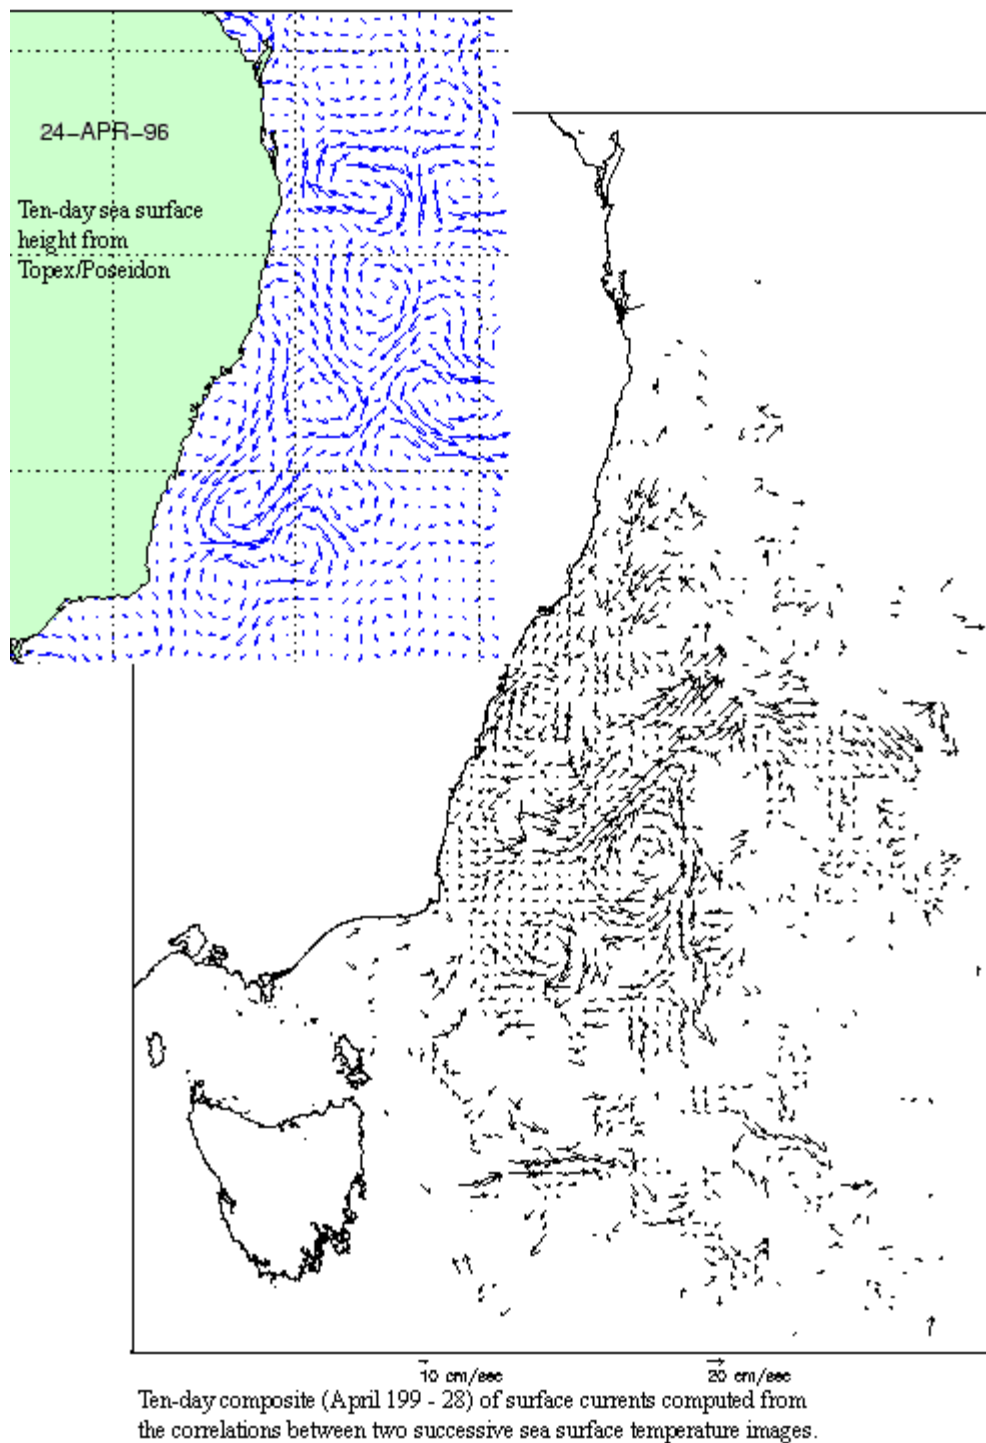 24-APR-96
Ten-day sea surface
height from
Topex/Poseidon
10 cm/sec
20 cm/sec
Ten-day composite (April 199 - 28) of surface currents computed from
the correlations between two successive sea surface temperature images.